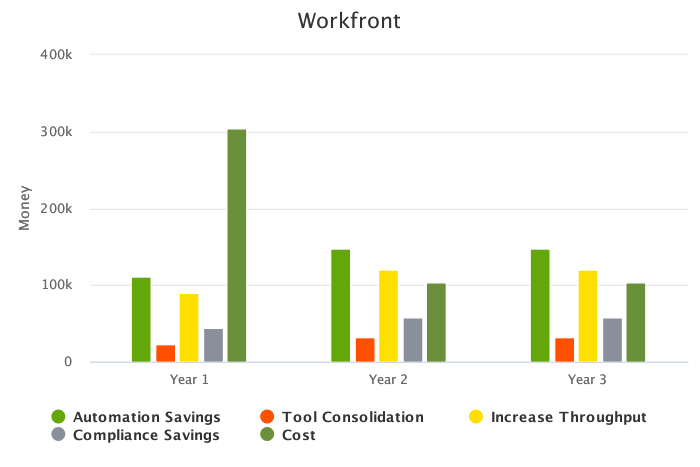 Workfront
400k
300k
200k
100k
0
Money
Year 1 Year 2 Year 3
Automation Savings Tool Consolidation Increase Throughput
Compliance Savings Cost